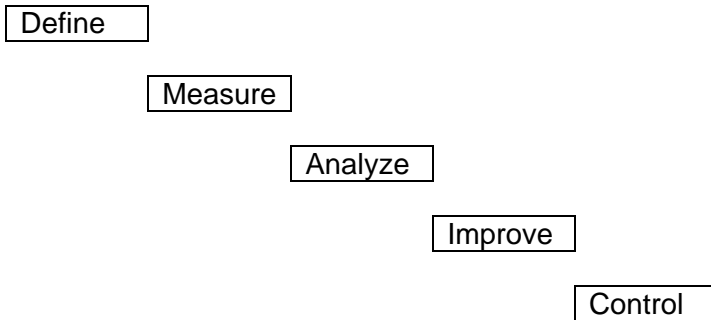 Define
Measure
Analyze
Improve
Control